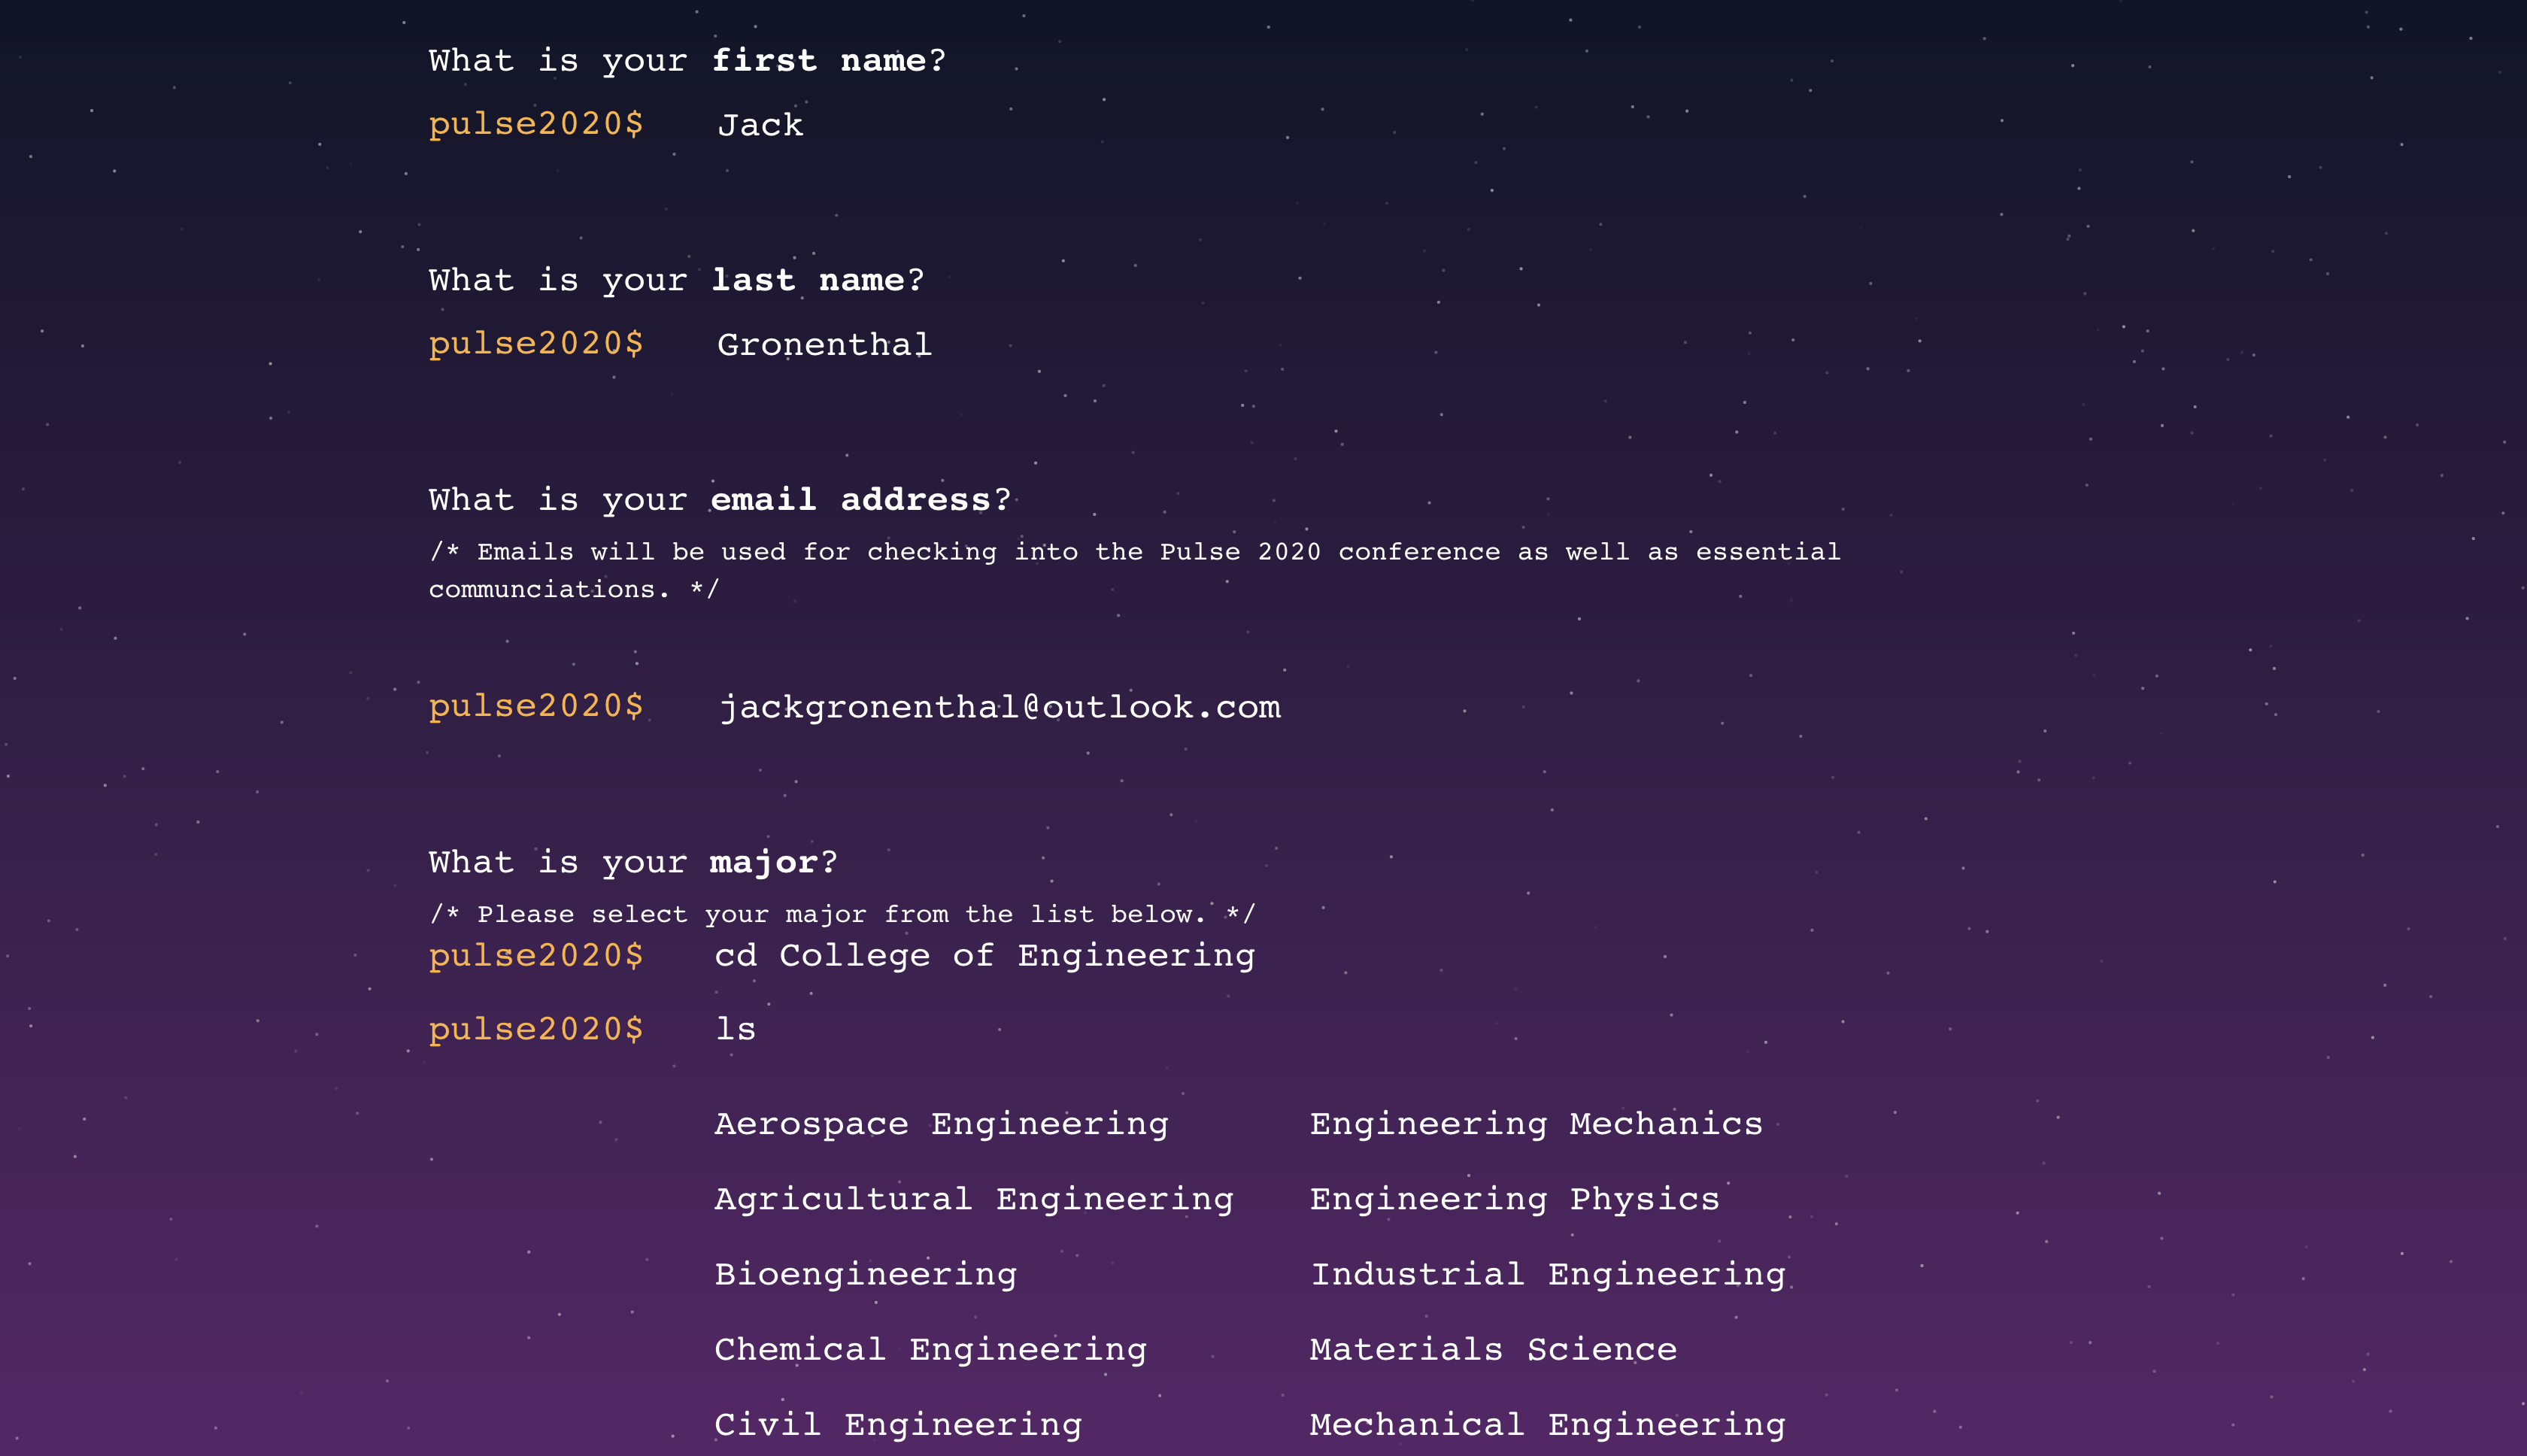 What is your first name?
pulse2020$ Jack
What is your last name?
pulse2020$ Gronenthal
What is your email address?
/* Emails will be used for checking into the Pulse 2020 conference as well as essential
communciations. */
pulse2020$ jackgronenthal@outlook.com
What is your major?
/* Please select your major from the list below. */
pulse2020$ cd College of Engineering
pulse2020$ ls
Aerospace Engineering Engineering Mechanics
Agricultural Engineering Engineering Physics
Bioengineering Industrial Engineering
Chemical Engineering Materials Science
Civil Engineering Mechanical Engineering